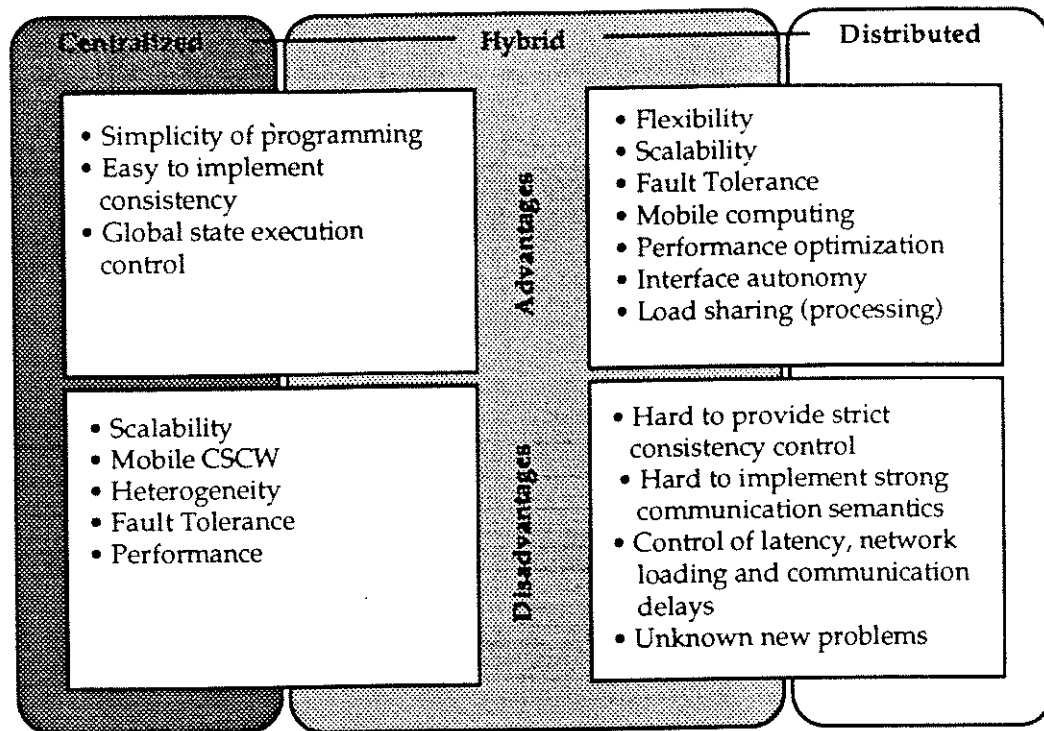 Centralized
Hybrid
Distributed
• Simplicity of programming
• Easy to implement
consistency
• Global state execution
control
Advantages
• Flexibility
• Scalability
• Fault Tolerance
• Mobile computing
• Performance optimization
• Interface autonomy
• Load sharing (processing)
• Scalability
• Mobile CSCW
• Heterogeneity
• Fault Tolerance
• Performance
Disadvantages
• Hard to provide strict
consistency control
• Hard to implement strong
communication semantics
• Control of latency, network
loading and communication
delays
• Unknown new problems